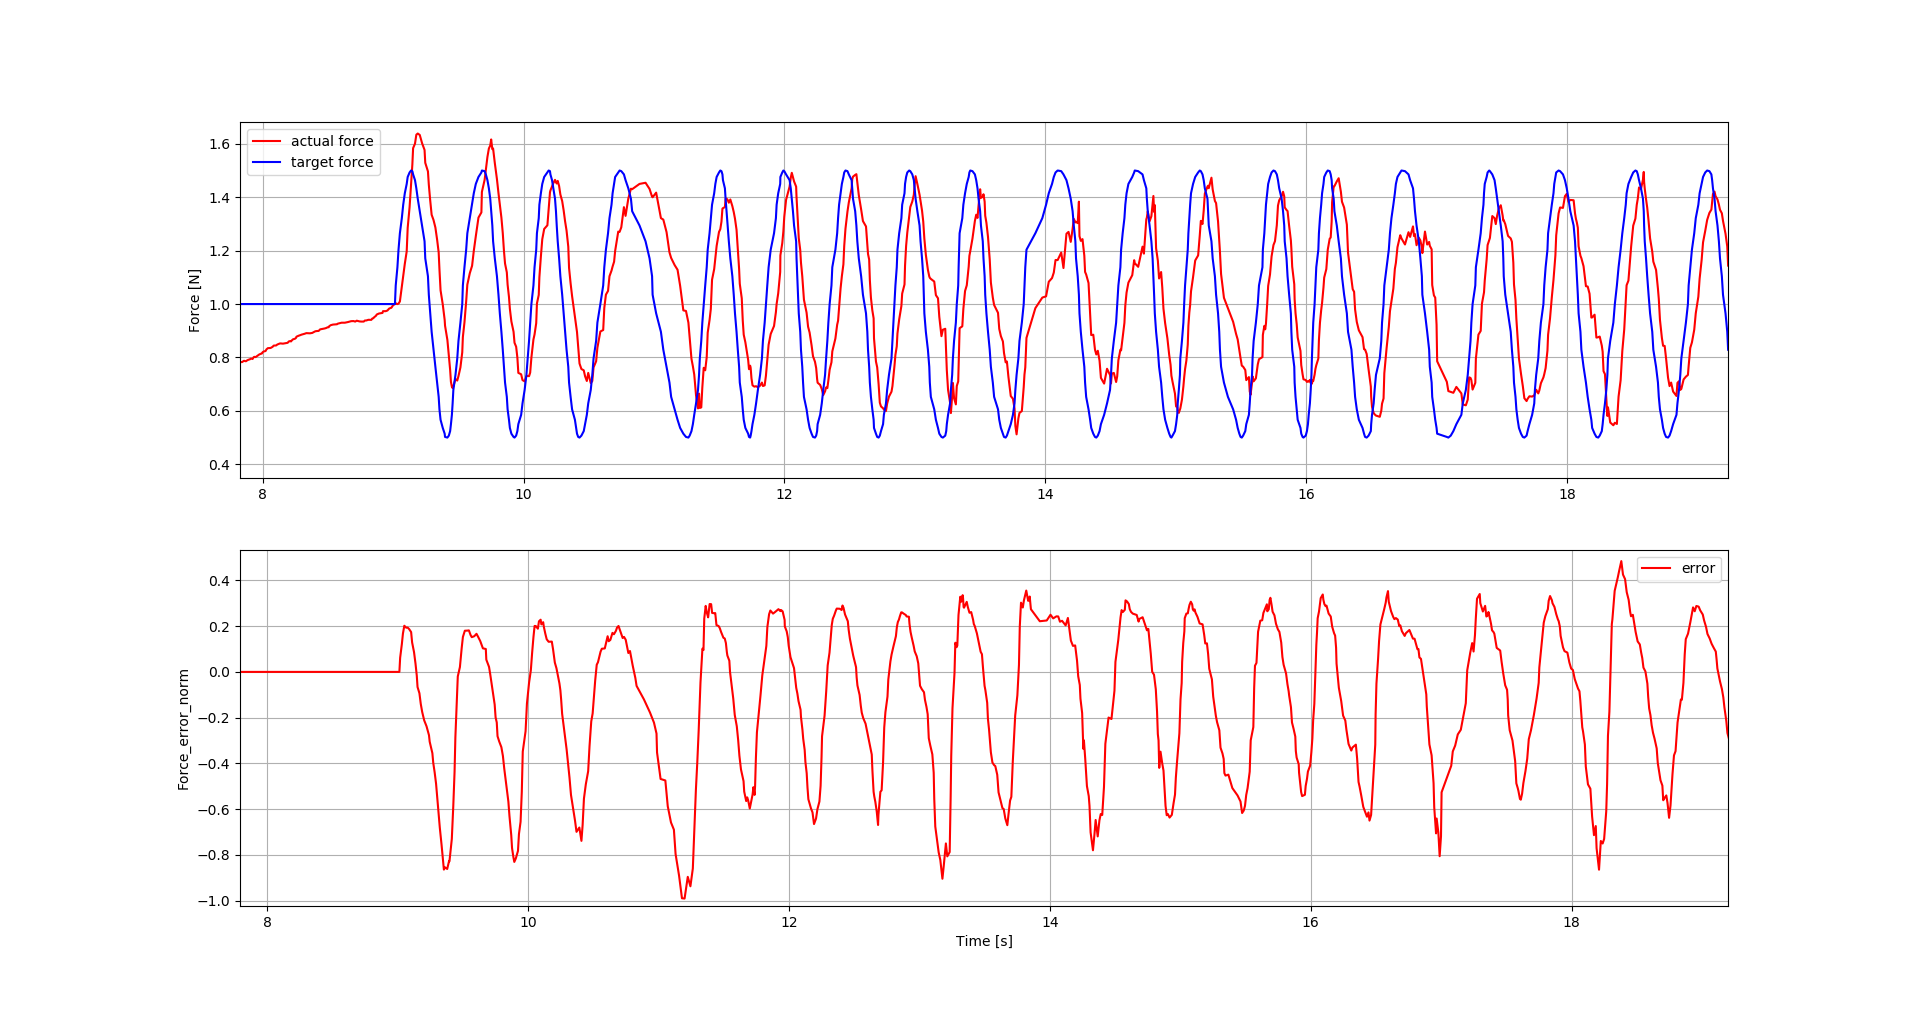 actual force
target force
1.6
1.4
1.2
1.0
0.8
0.6
0.4
Force [N]
8 10 12 14 16 18
error
0.4
0.2
0.0
−0.2
−0.4
−0.6
−0.8
−1.0
Force_error_norm
8 10 12 14 16 18
Time [s]